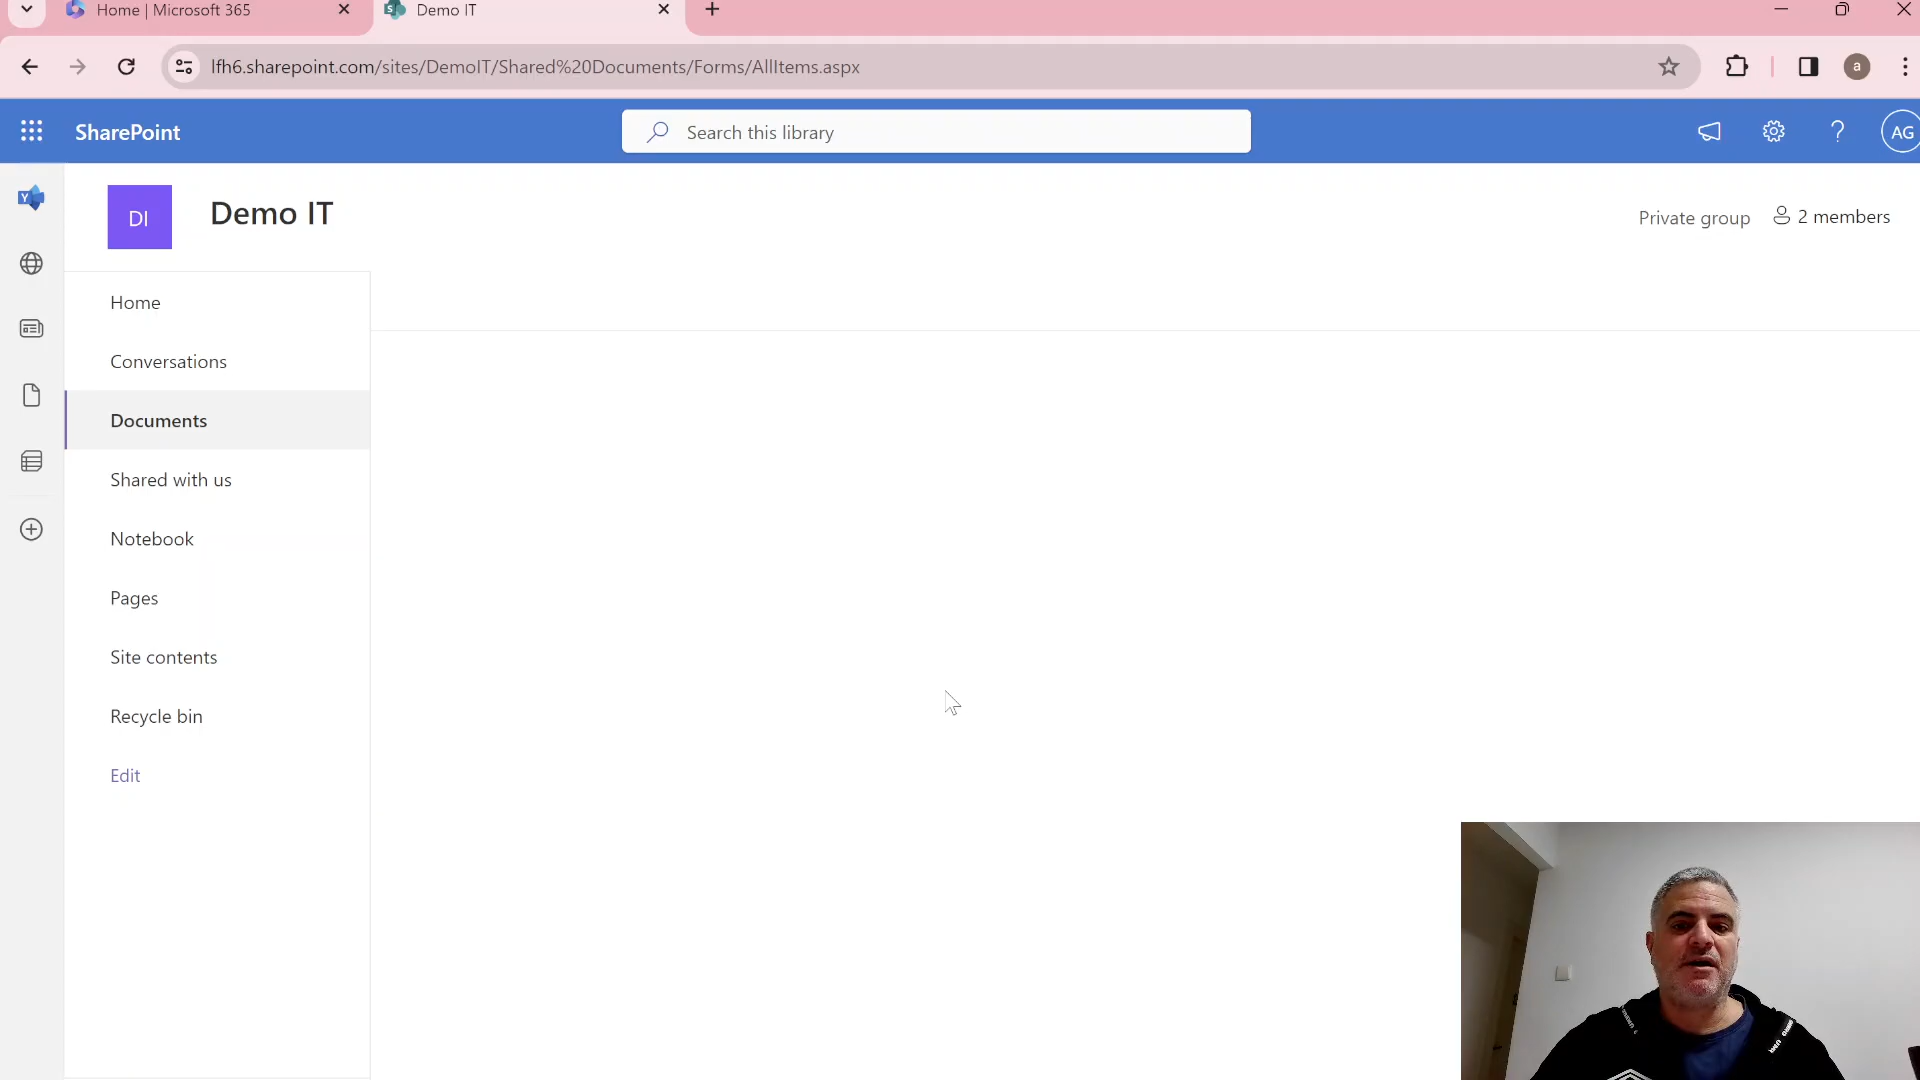 Home | Microsoft 365
Demo IT
lfh6.sharepoint.com/sites/DemoIT/Shared%20Documents/Forms/AllItems.aspx
a
SharePoint
Search this library
AG
DI
Demo IT
Private group
2 members
Home
Conversations
Documents
Shared with us
Notebook
Pages
Site contents
Recycle bin
Edit